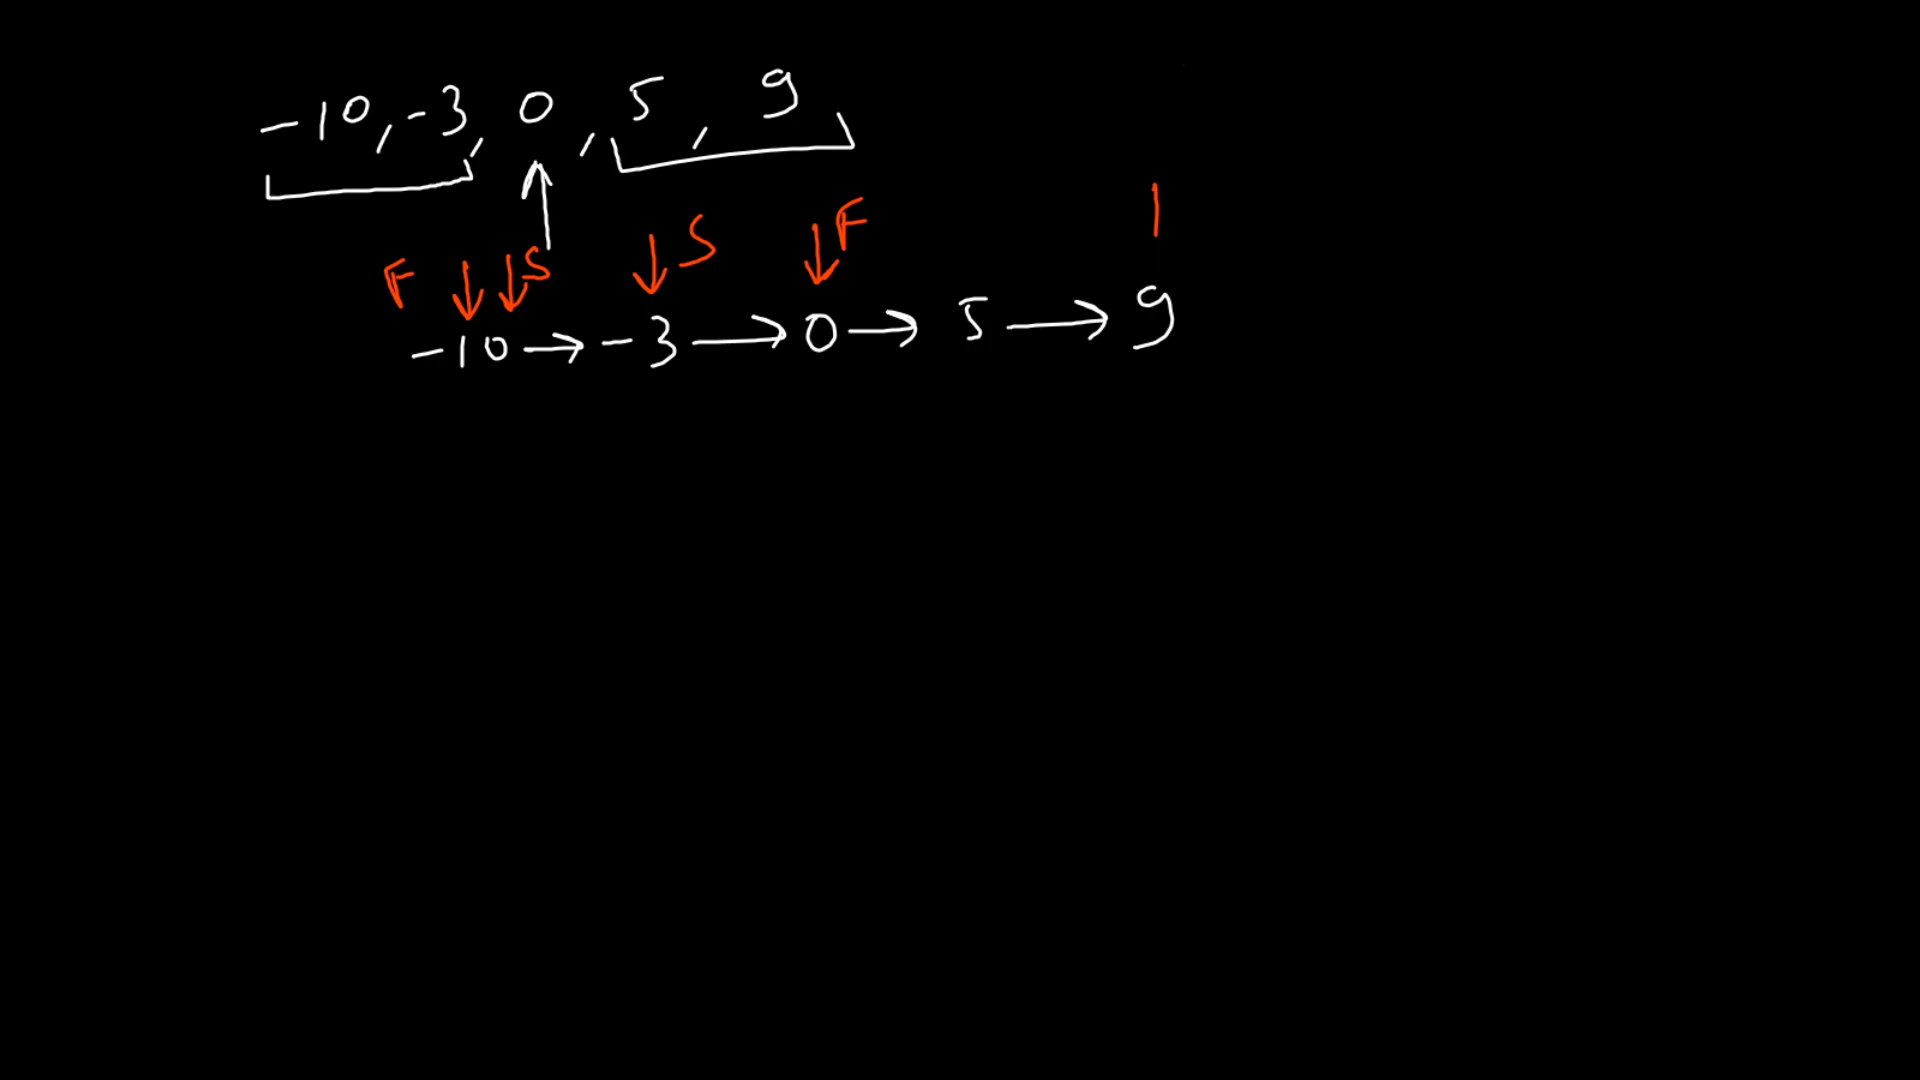 -10, -3, 0, 5, 9
F S S F
-10 → -3 → 0 → 5 → 9